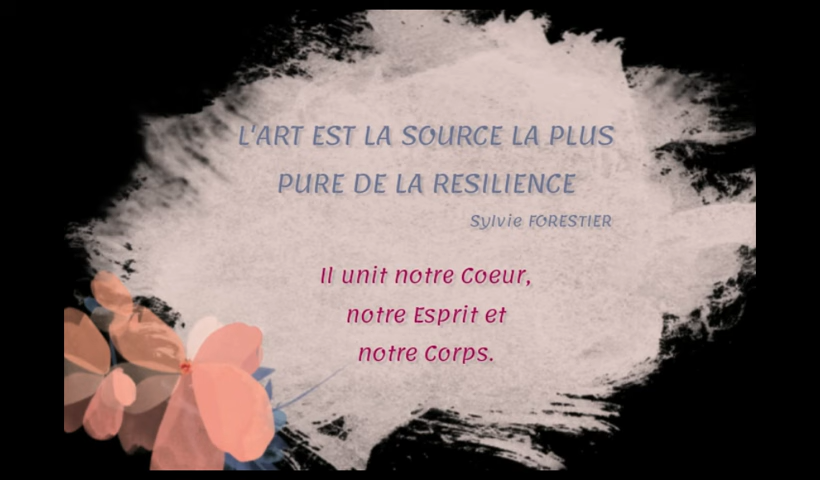 L'ART EST LA SOURCE LA PLUS
PURE DE LA RESILIENCE
Sylvie FORESTIER
Il unit notre Coeur,
notre Esprit et
notre Corps.